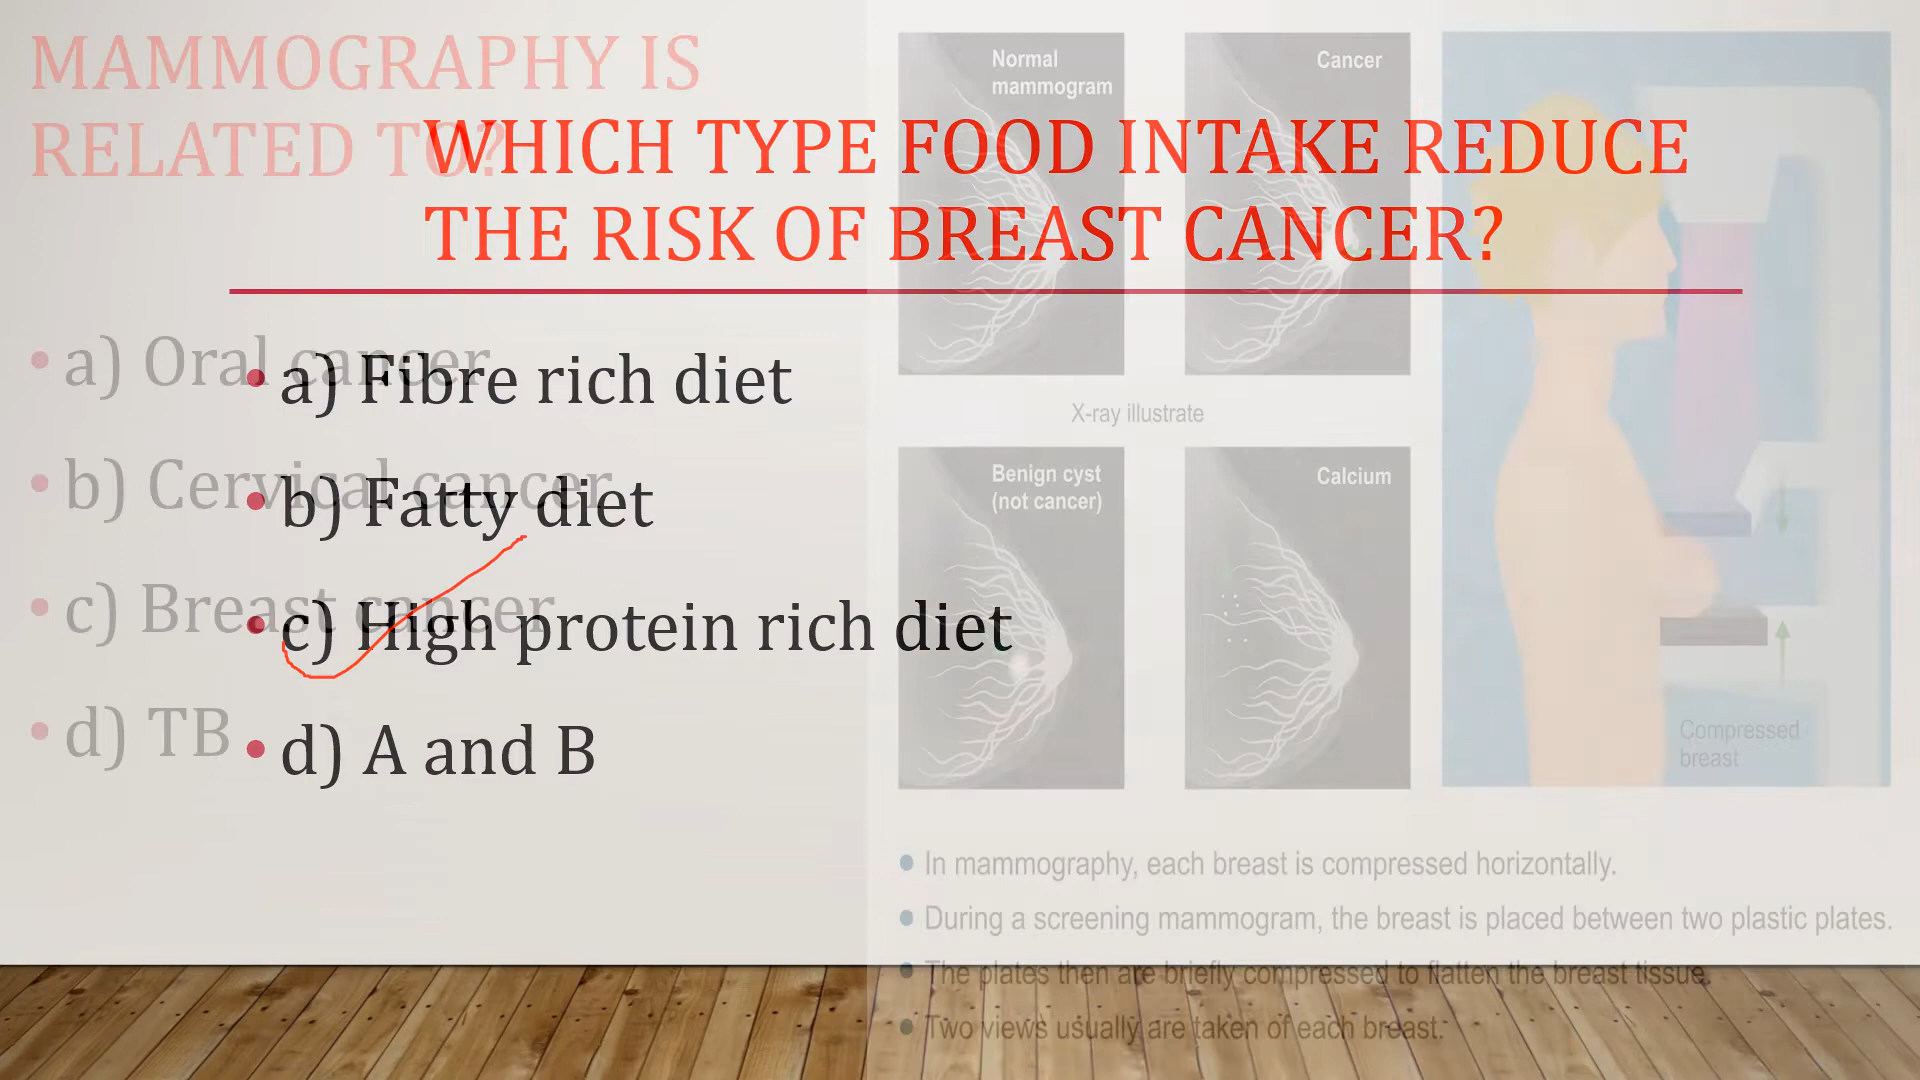 MAMMOGRAPHY IS
RELATED TO?
• a) Oral cancer
• b) Cervical cancer
• c) Breast cancer
• d) TB
WHICH TYPE FOOD INTAKE REDUCE
THE RISK OF BREAST CANCER?
• a) Fibre rich diet
• b) Fatty diet
• c) High protein rich diet
• d) A and B
Normal
mammogram
Cancer
X-ray illustrate
Benign cyst
(not cancer)
Calcium
Compressed
breast
• In mammography, each breast is compressed horizontally.
• During a screening mammogram, the breast is placed between two plastic plates.
• The plates then are briefly compressed to flatten the breast tissue.
• Two views usually are taken of each breast.